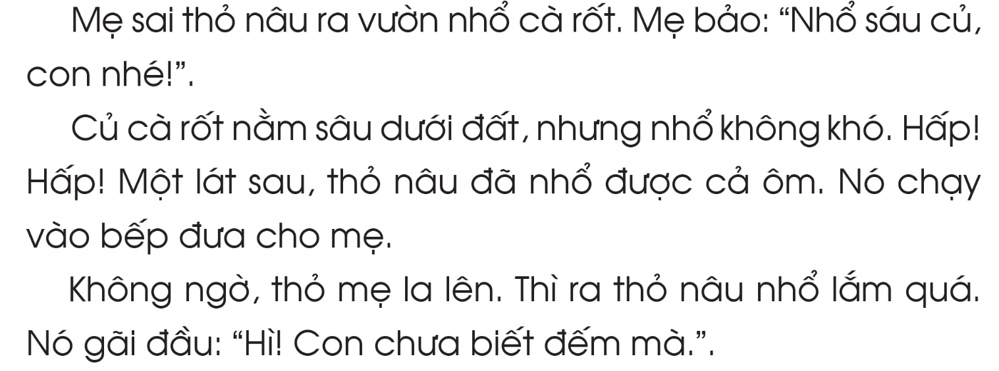 Mẹ sai thỏ nâu ra vườn nhổ cà rốt. Mẹ bảo: “Nhổ sáu củ,
con nhé!”.
Củ cà rốt nằm sâu dưới đất, nhưng nhổ không khó. Hấp!
Hấp! Một lát sau, thỏ nâu đã nhổ được cả ôm. Nó chạy
vào bếp đưa cho mẹ.
Không ngờ, thỏ mẹ la lên. Thì ra thỏ nâu nhổ lắm quá.
Nó gãi đầu: “Hì! Con chưa biết đếm mà.”.